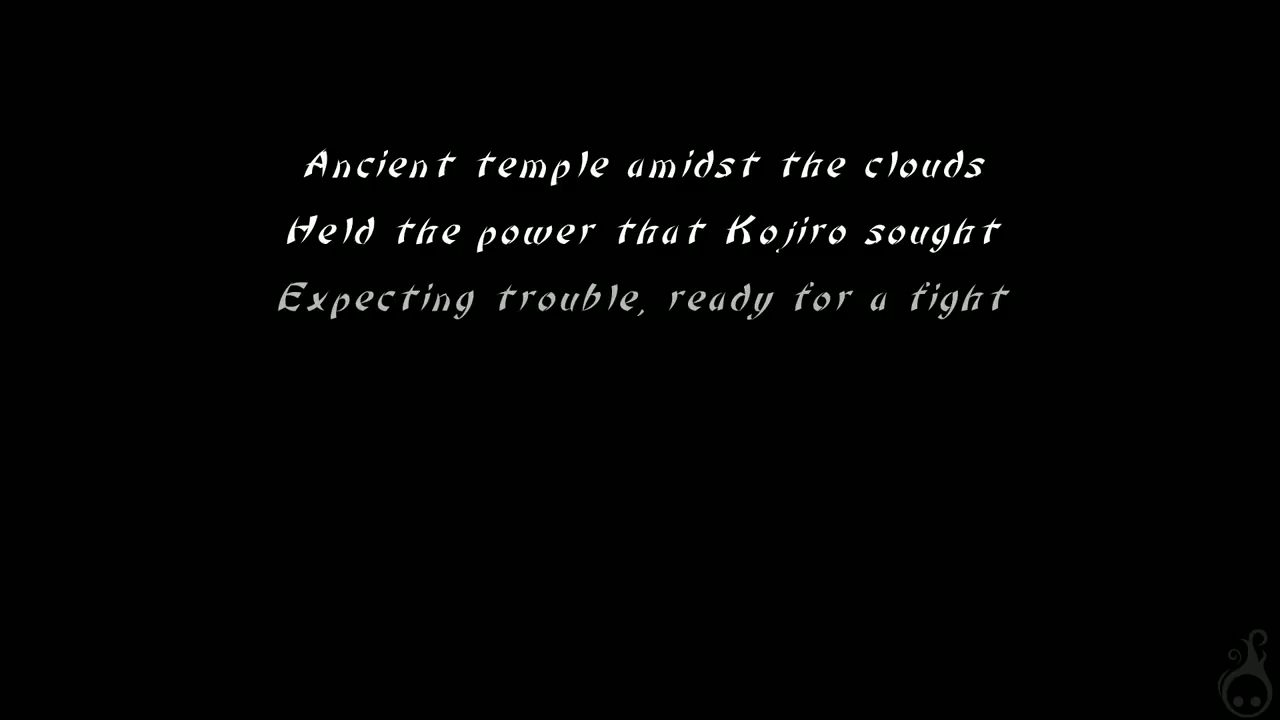 Ancient temple amidst the clouds
Held the power that Kojiro sought
Expecting trouble, ready for a fight